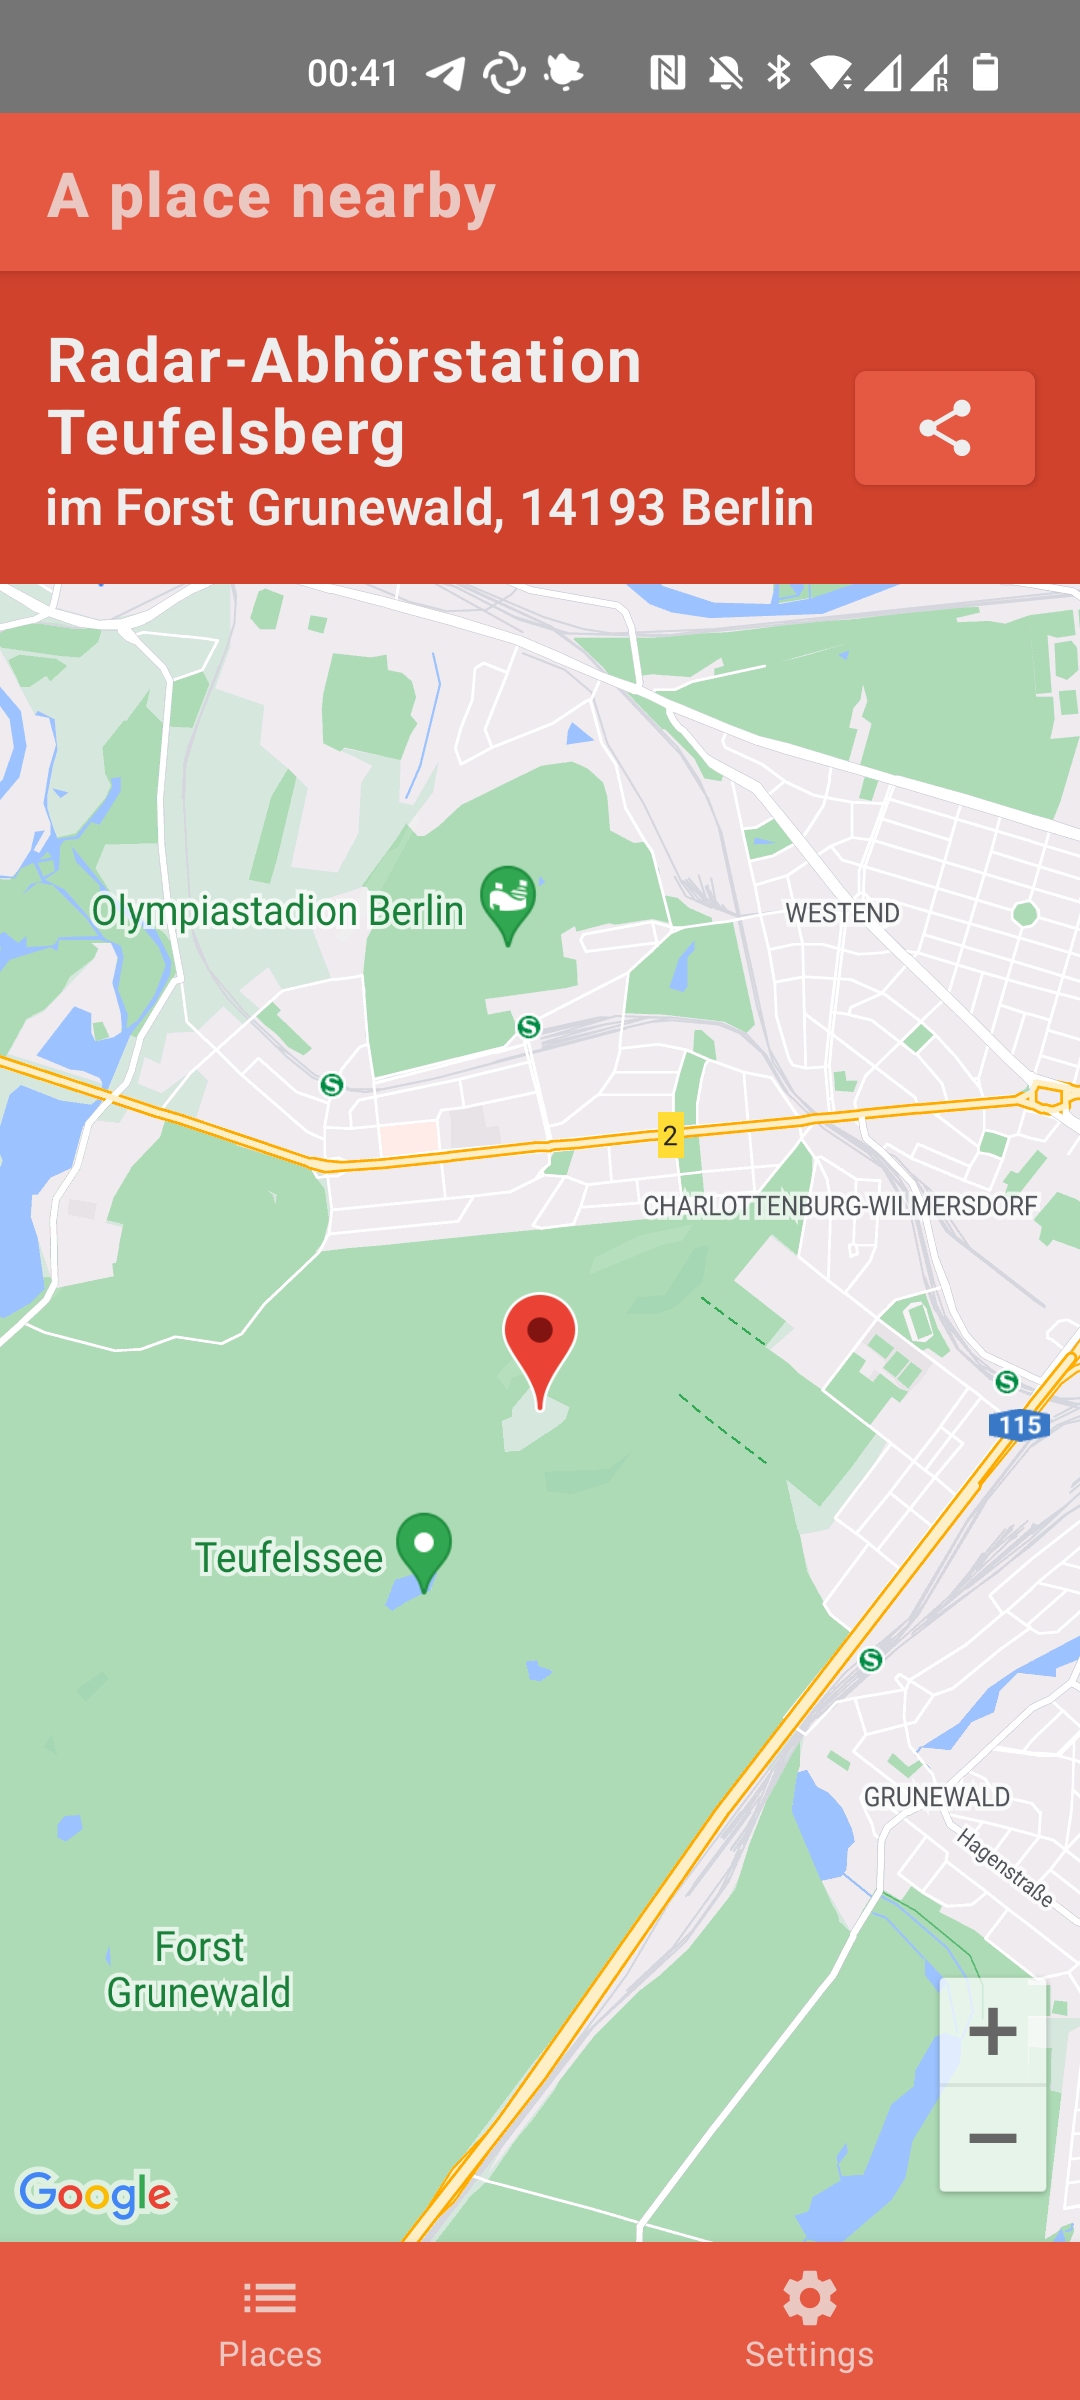 00:41
A place nearby
Radar-Abhörstation
Teufelsberg
im Forst Grunewald, 14193 Berlin
Olympiastadion Berlin
WESTEND
S
S
2
CHARLOTTENBURG-WILMERSDORF
S
115
Teufelssee
S
GRUNEWALD
Hagenstraße
Forst
Grunewald
Google
Places
Settings